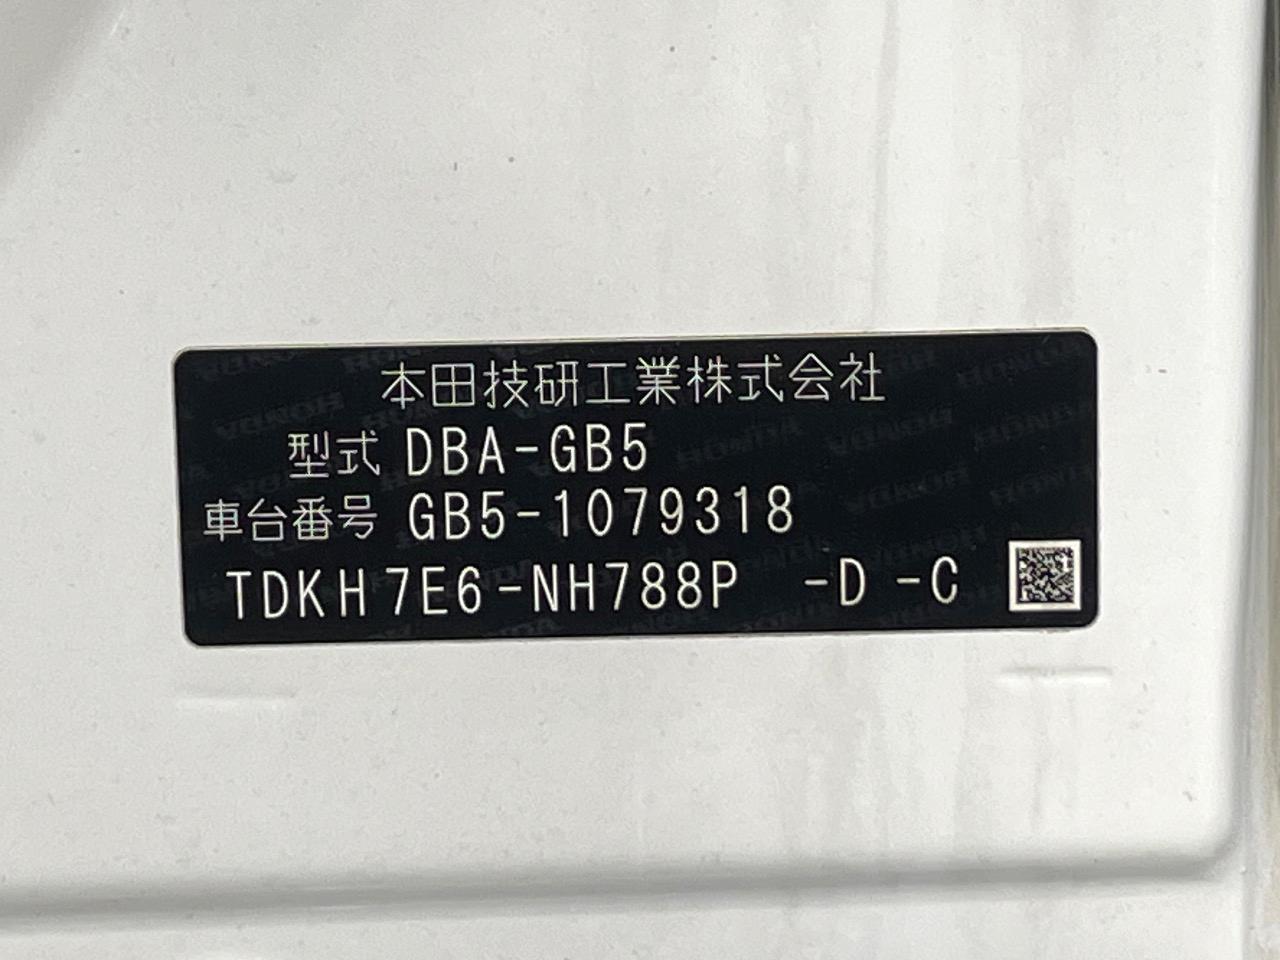 本田技研工業株式会社
型式 DBA-GB5
車台番号 GB5-1079318
TDKH7E6-NH788P -D -C